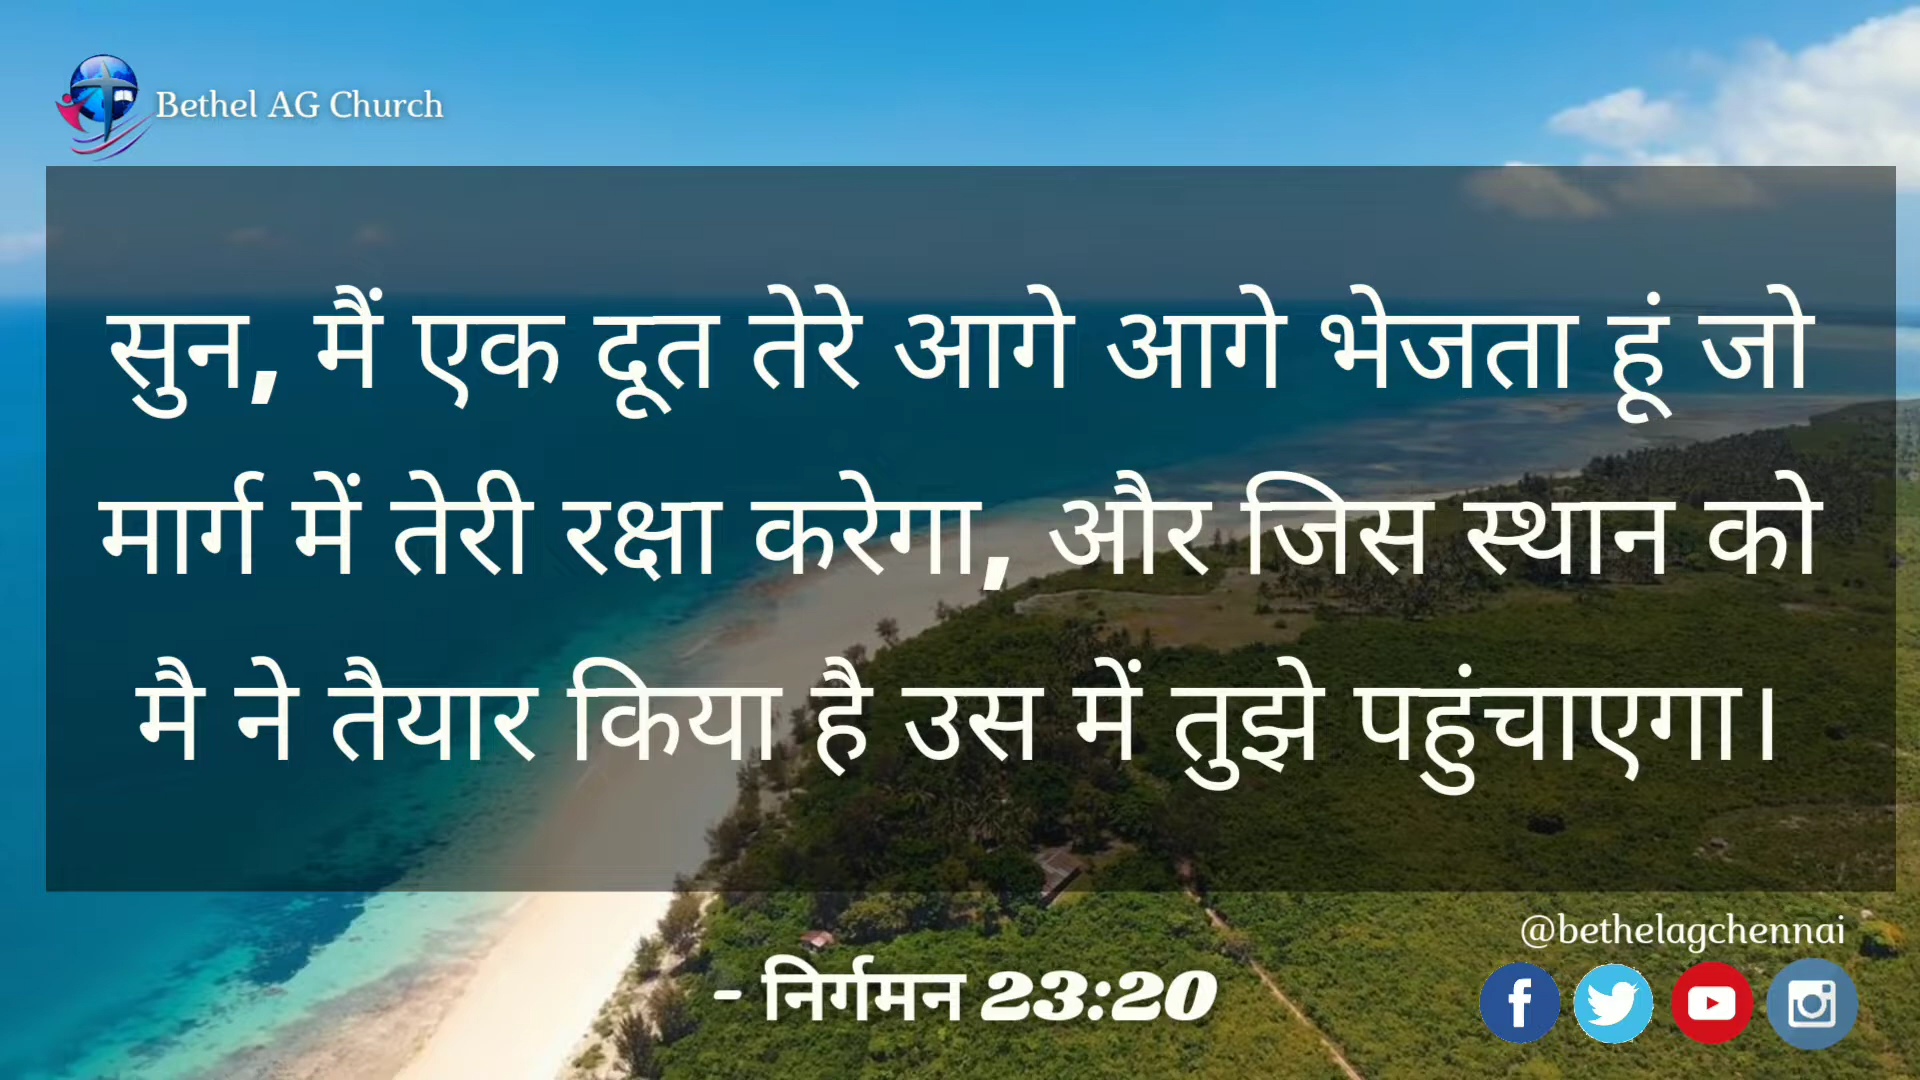 Bethel AG Church
सुन, मैं एक दूत तेरे आगे आगे भेजता हूं जो
मार्ग में तेरी रक्षा करेगा, और जिस स्थान को
मै ने तैयार किया है उस में तुझे पहुंचाएगा।
@bethelagchennai
- निर्गमन 23:20